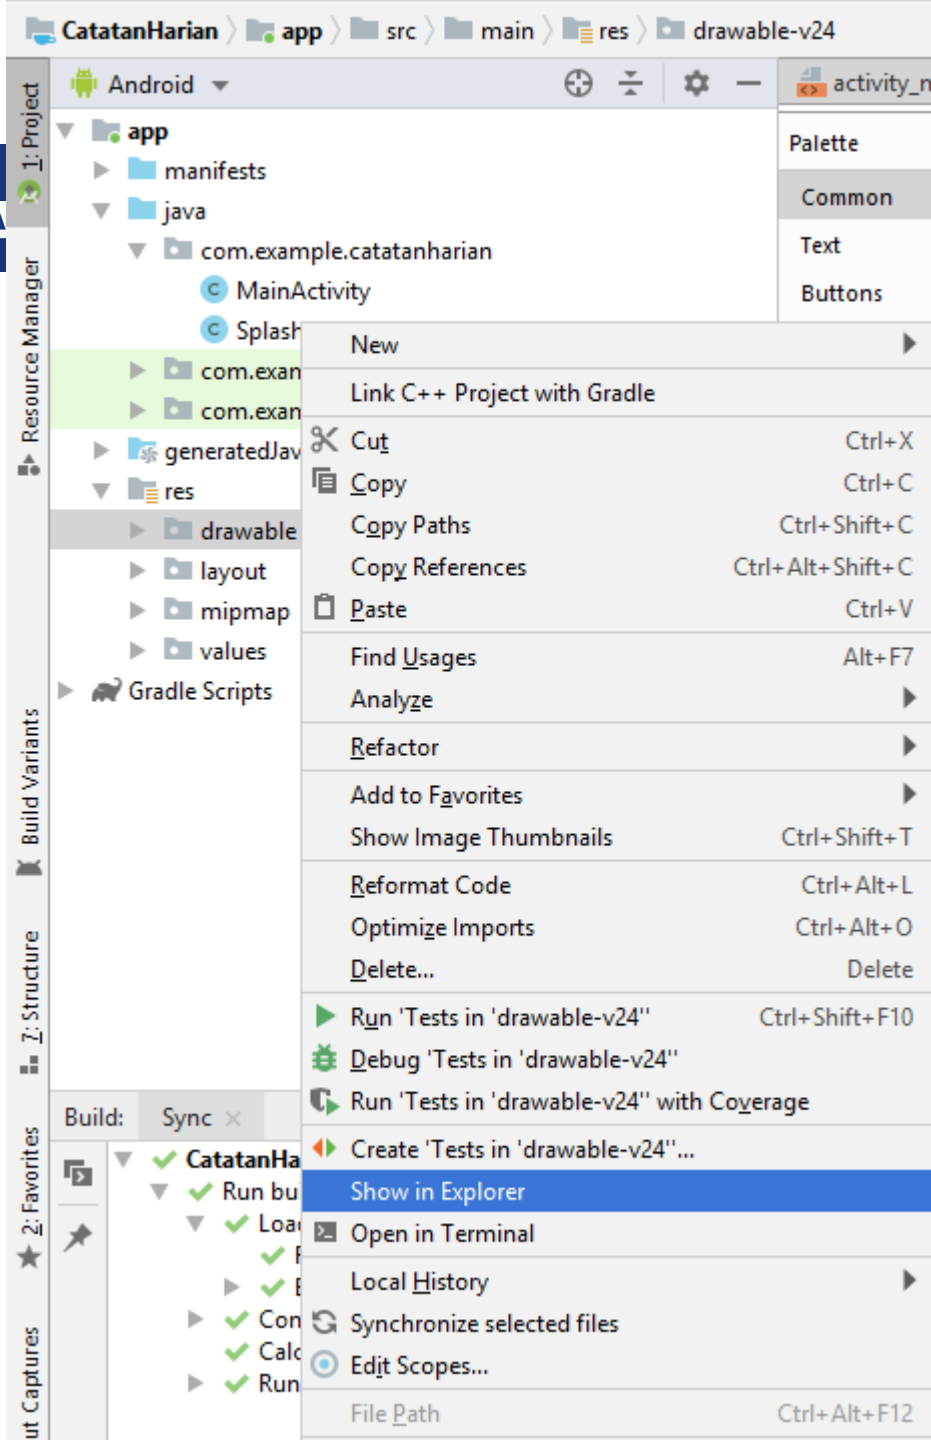 CatatanHarian app src main res drawable-v24
Android
activity_m
1: Project
Resource Manager
Build Variants
7: Structure
2: Favorites
ut Captures
app
manifests
java
com.example.catatanharian
MainActivity
Splash
com.exan
com.exan
generatedJav
res
drawable
layout
mipmap
values
Gradle Scripts
Palette
Common
Text
Buttons
New
Link C++ Project with Gradle
Cut Ctrl+X
Copy Ctrl+C
Copy Paths Ctrl+Shift+C
Copy References Ctrl+Alt+Shift+C
Paste Ctrl+V
Find Usages Alt+F7
Analyze
Refactor
Add to Favorites
Show Image Thumbnails Ctrl+Shift+T
Reformat Code Ctrl+Alt+L
Optimize Imports Ctrl+Alt+O
Delete... Delete
Run 'Tests in 'drawable-v24'' Ctrl+Shift+F10
Debug 'Tests in 'drawable-v24''
Run 'Tests in 'drawable-v24'' with Coverage
Create 'Tests in 'drawable-v24''...
Show in Explorer
Open in Terminal
Local History
Synchronize selected files
Edit Scopes...
File Path Ctrl+Alt+F12
Build: Sync
CatatanHa
Run bu
Loa
Con
Calc
Run